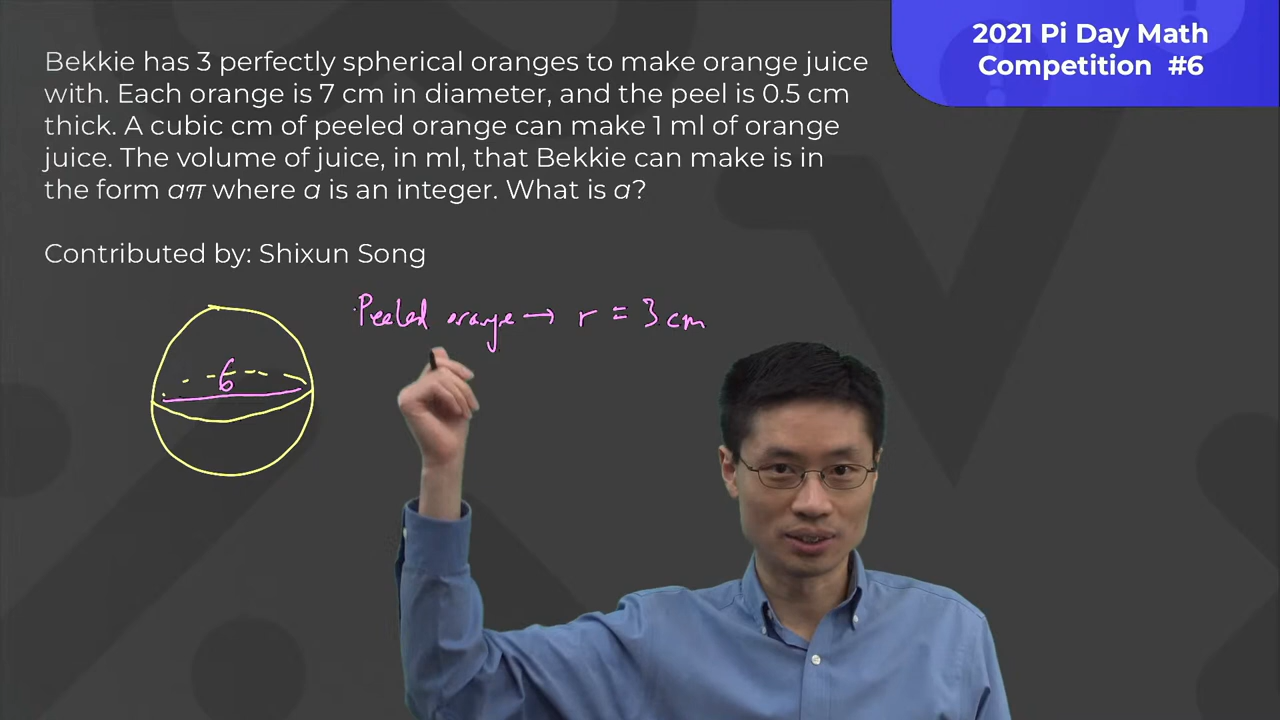 2021 Pi Day Math
Competition #6
Bekkie has 3 perfectly spherical oranges to make orange juice
with. Each orange is 7 cm in diameter, and the peel is 0.5 cm
thick. A cubic cm of peeled orange can make 1 ml of orange
juice. The volume of juice, in ml, that Bekkie can make is in
the form aπ where a is an integer. What is a?
Contributed by: Shixun Song
Peeled orange → r = 3 cm
6